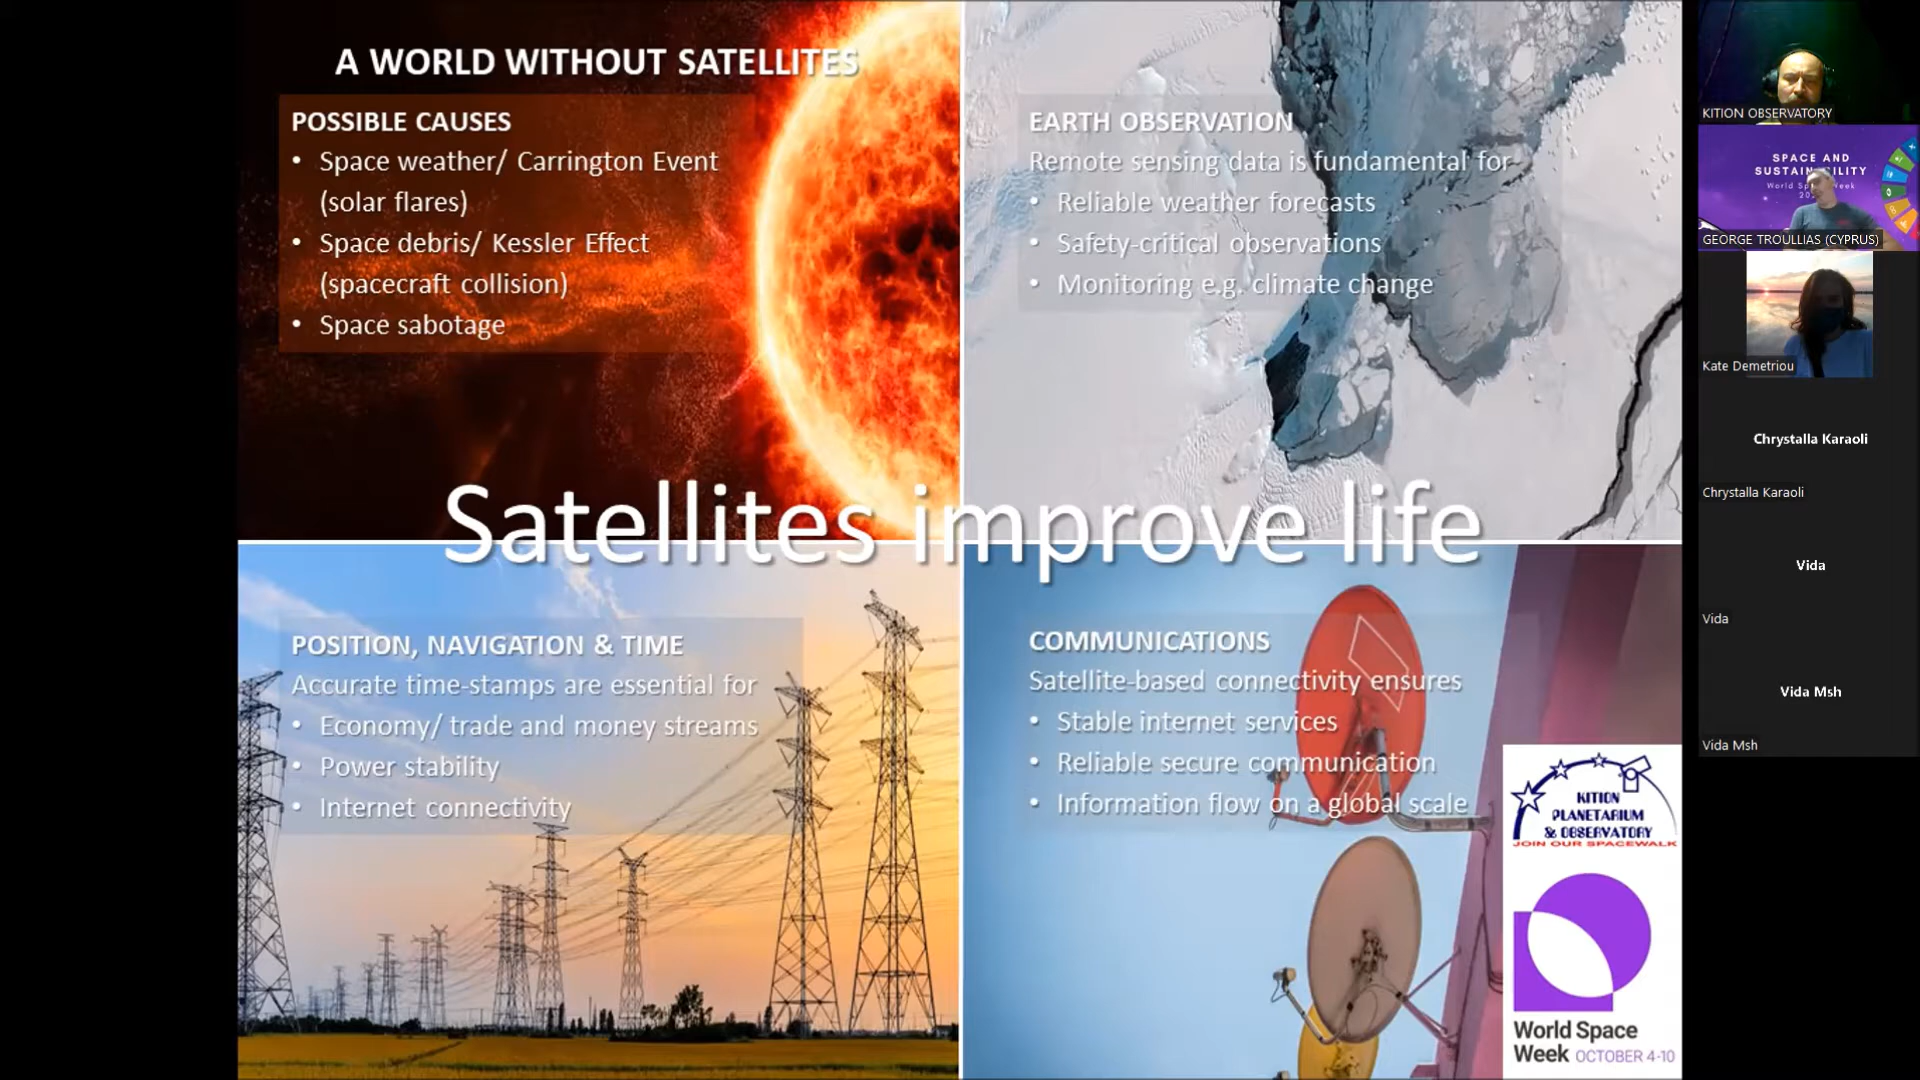 A WORLD WITHOUT SATELLITES
POSSIBLE CAUSES
• Space weather/ Carrington Event
(solar flares)
• Space debris/ Kessler Effect
(spacecraft collision)
• Space sabotage
EARTH OBSERVATION
Remote sensing data is fundamental for
• Reliable weather forecasts
• Safety-critical observations
• Monitoring e.g. climate change
Satellites improve life
POSITION, NAVIGATION & TIME
Accurate time-stamps are essential for
• Economy/ trade and money streams
• Power stability
• Internet connectivity
COMMUNICATIONS
Satellite-based connectivity ensures
• Stable internet services
• Reliable secure communication
• Information flow on a global scale
KITION
PLANETARIUM
& OBSERVATORY
JOIN OUR SPACEWALK
World Space
Week OCTOBER 4-10
KITION OBSERVATORY
SPACE AND
World
GEORGE TROULLIAS (CYPRUS)
Kate Demetriou
Chrystalla Karaoli
Chrystalla Karaoli
Vida
Vida
Vida Msh
Vida Msh